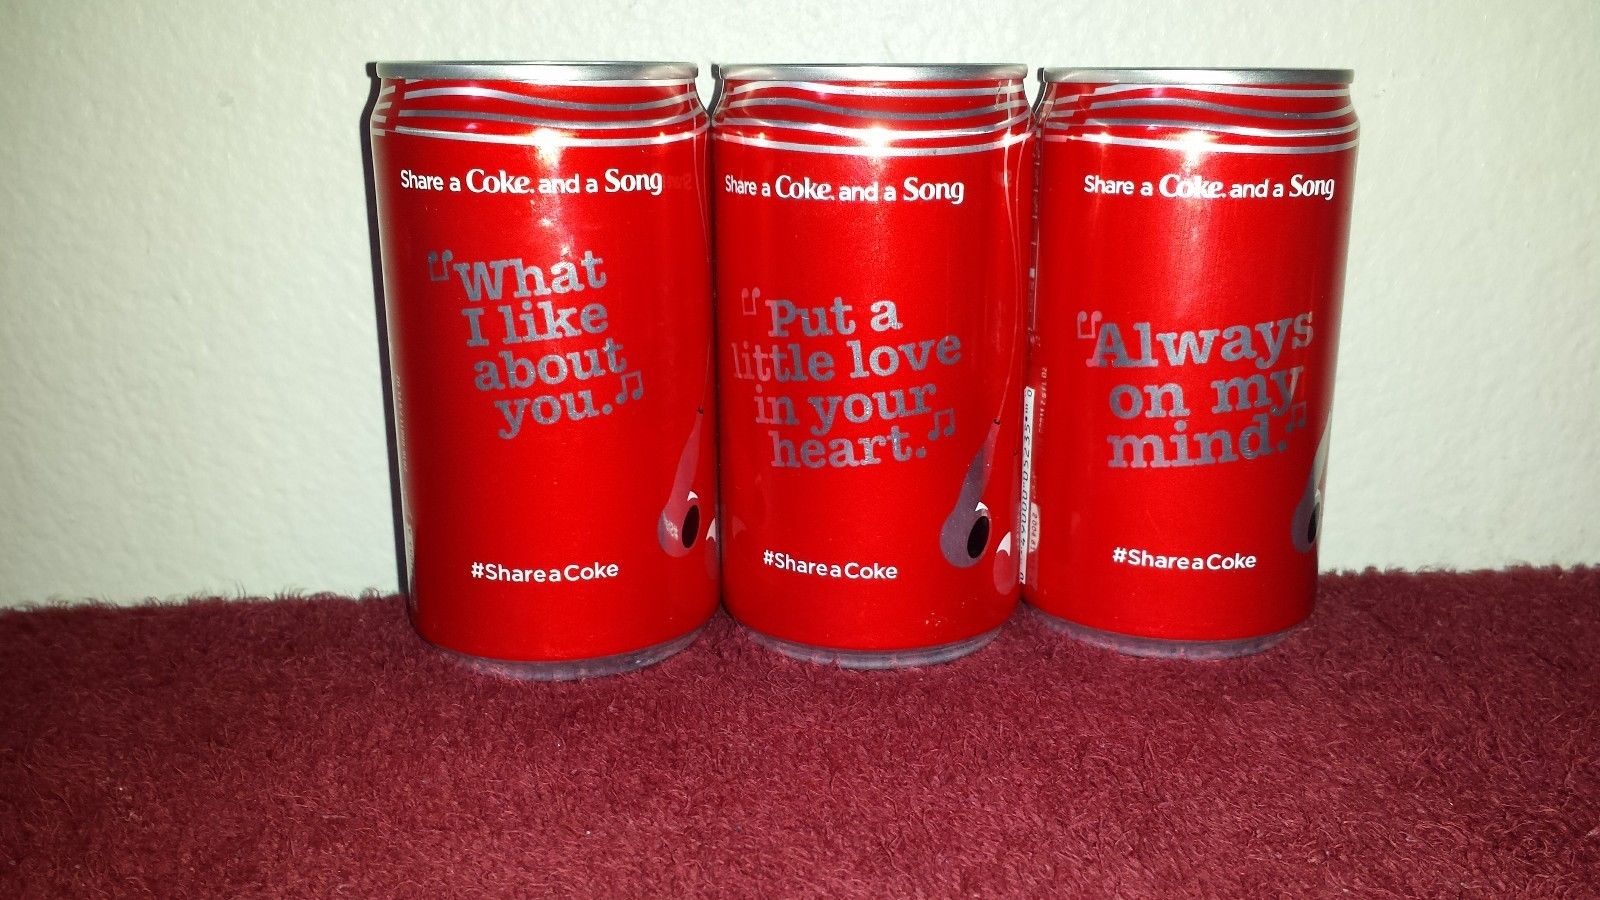 Share a Coke. and a Song
“What
I like
about
you.♫
#ShareaCoke
Share a Coke. and a Song
“Put a
little love
in your
heart.♫
#ShareaCoke
Share a Coke. and a Song
“Always
on my
mind.♫
#ShareaCoke